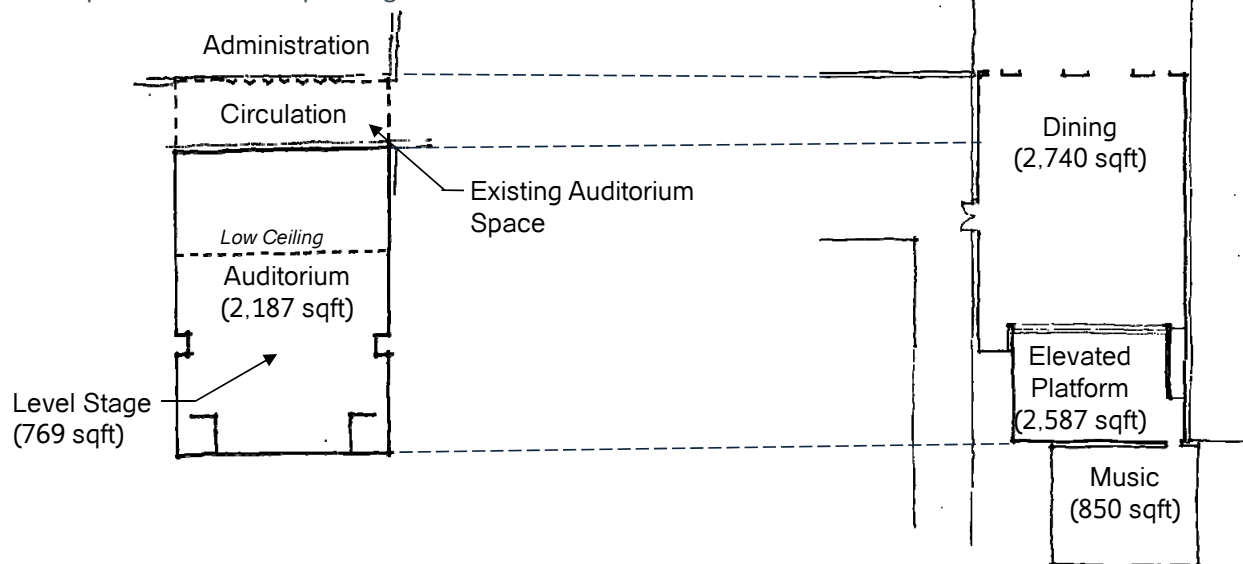 Administration
Circulation
Existing Auditorium
Space
Low Ceiling
Auditorium
(2,187 sqft)
Level Stage
(769 sqft)
Dining
(2,740 sqft)
Elevated
Platform
(2,587 sqft)
Music
(850 sqft)